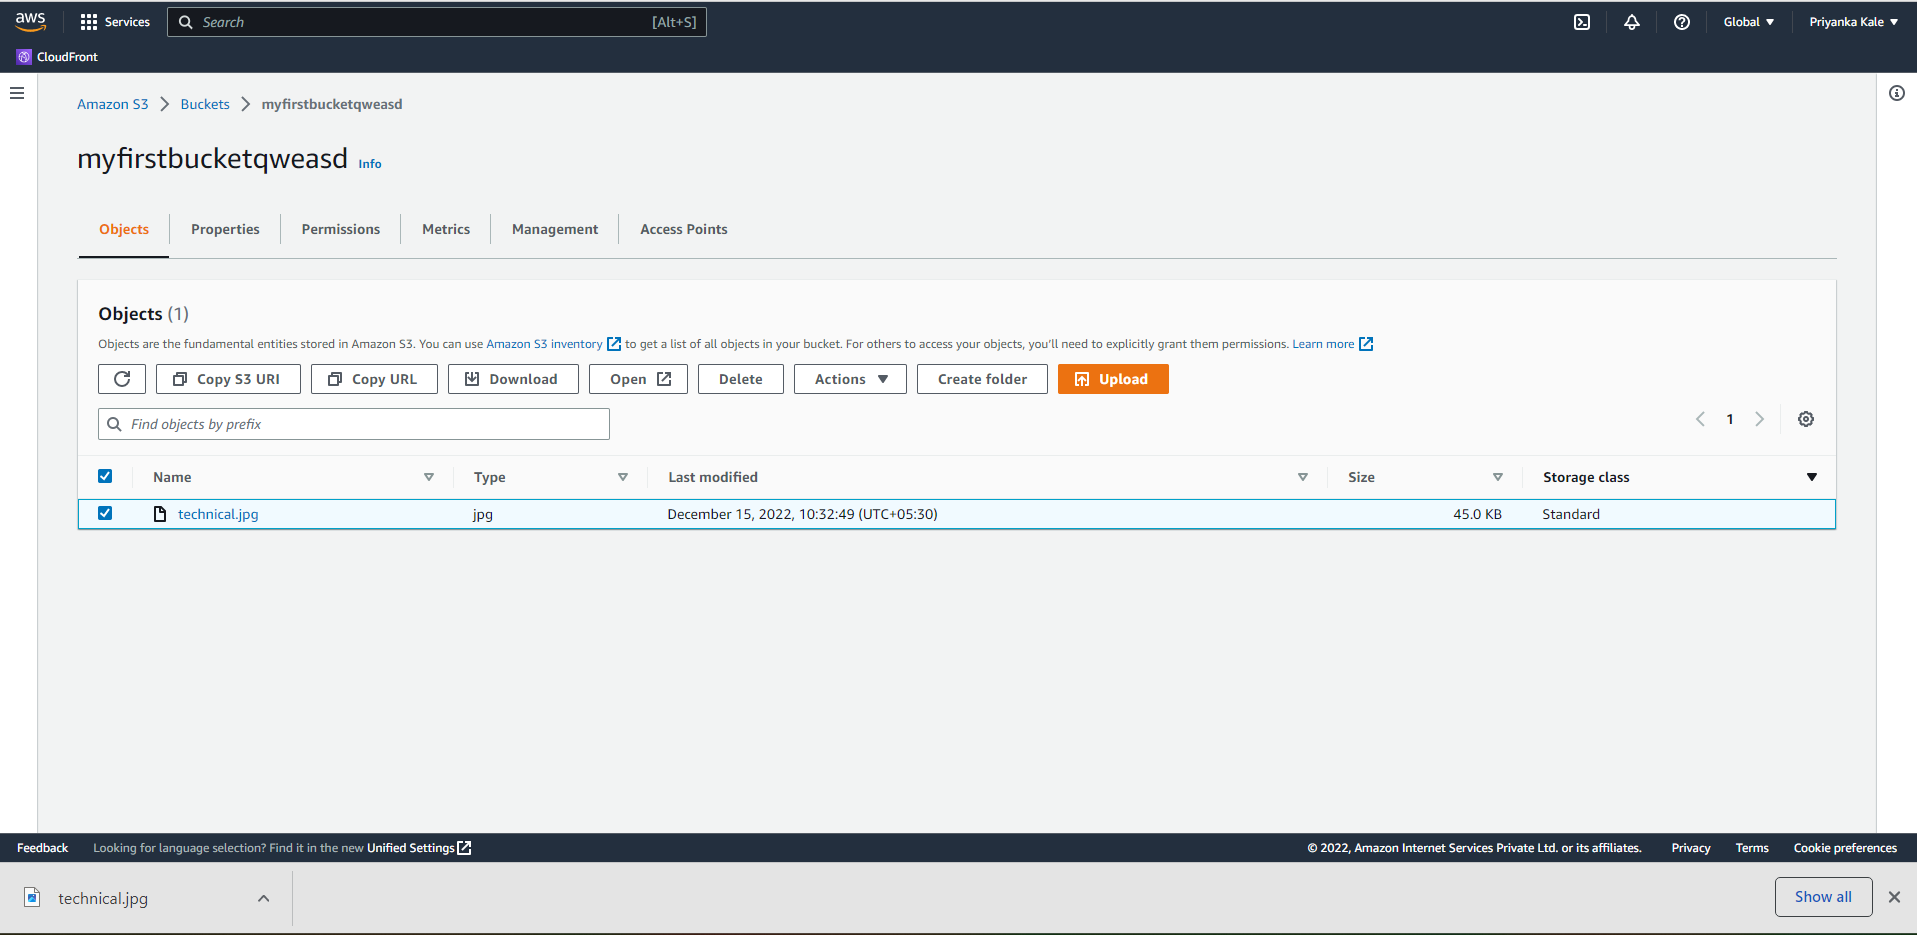 aws Services Search [Alt+S] Global Priyanka Kale
CloudFront
Amazon S3 Buckets myfirstbucketqweasd
myfirstbucketqweasd Info
Objects Properties Permissions Metrics Management Access Points
Objects (1)
Objects are the fundamental entities stored in Amazon S3. You can use Amazon S3 inventory to get a list of all objects in your bucket. For others to access your objects, you'll need to explicitly grant them permissions. Learn more
Copy S3 URI Copy URL Download Open Delete Actions Create folder Upload
Find objects by prefix 1
Name Type Last modified Size Storage class
technical.jpg jpg December 15, 2022, 10:32:49 (UTC+05:30) 45.0 KB Standard
Feedback Looking for language selection? Find it in the new Unified Settings © 2022, Amazon Internet Services Private Ltd. or its affiliates. Privacy Terms Cookie preferences
technical.jpg Show all